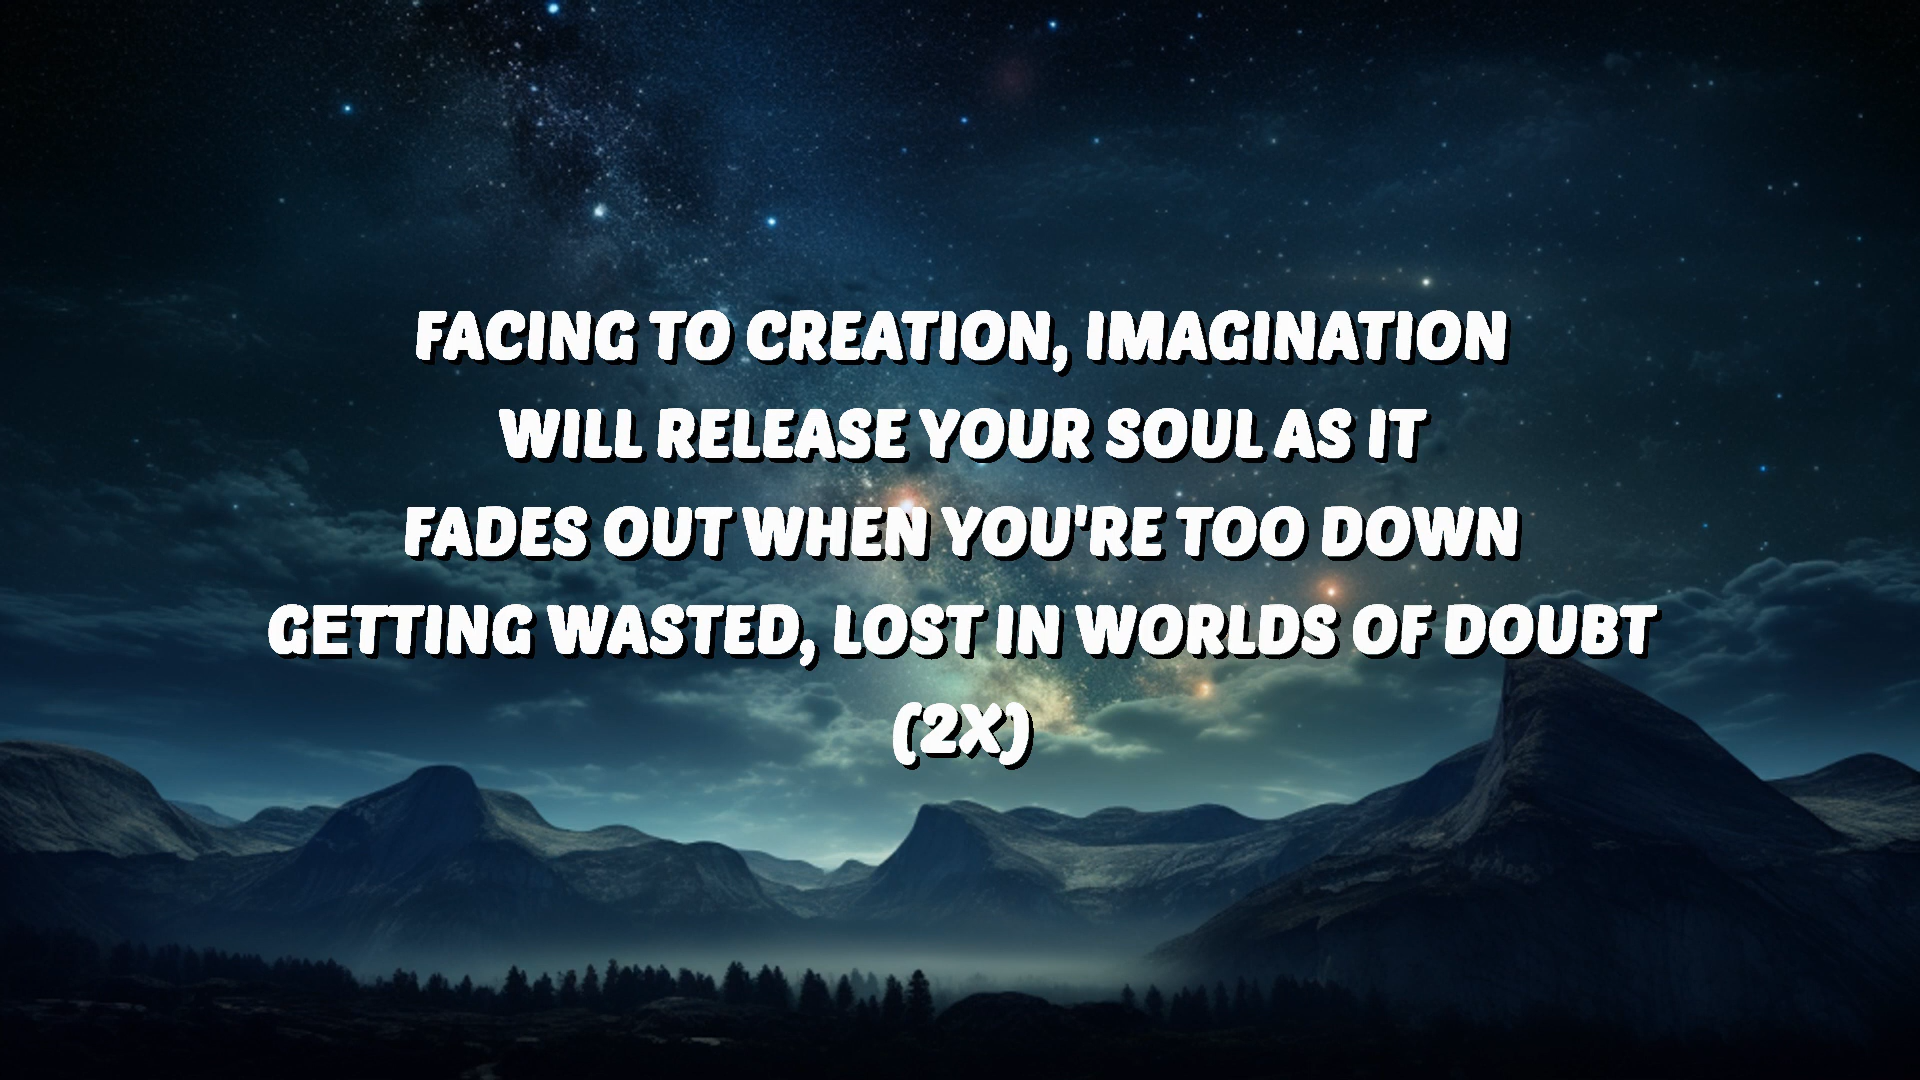 FACING TO CREATION, IMAGINATION
WILL RELEASE YOUR SOUL AS IT
FADES OUT WHEN YOU'RE TOO DOWN
GETTING WASTED, LOST IN WORLDS OF DOUBT
(2X)